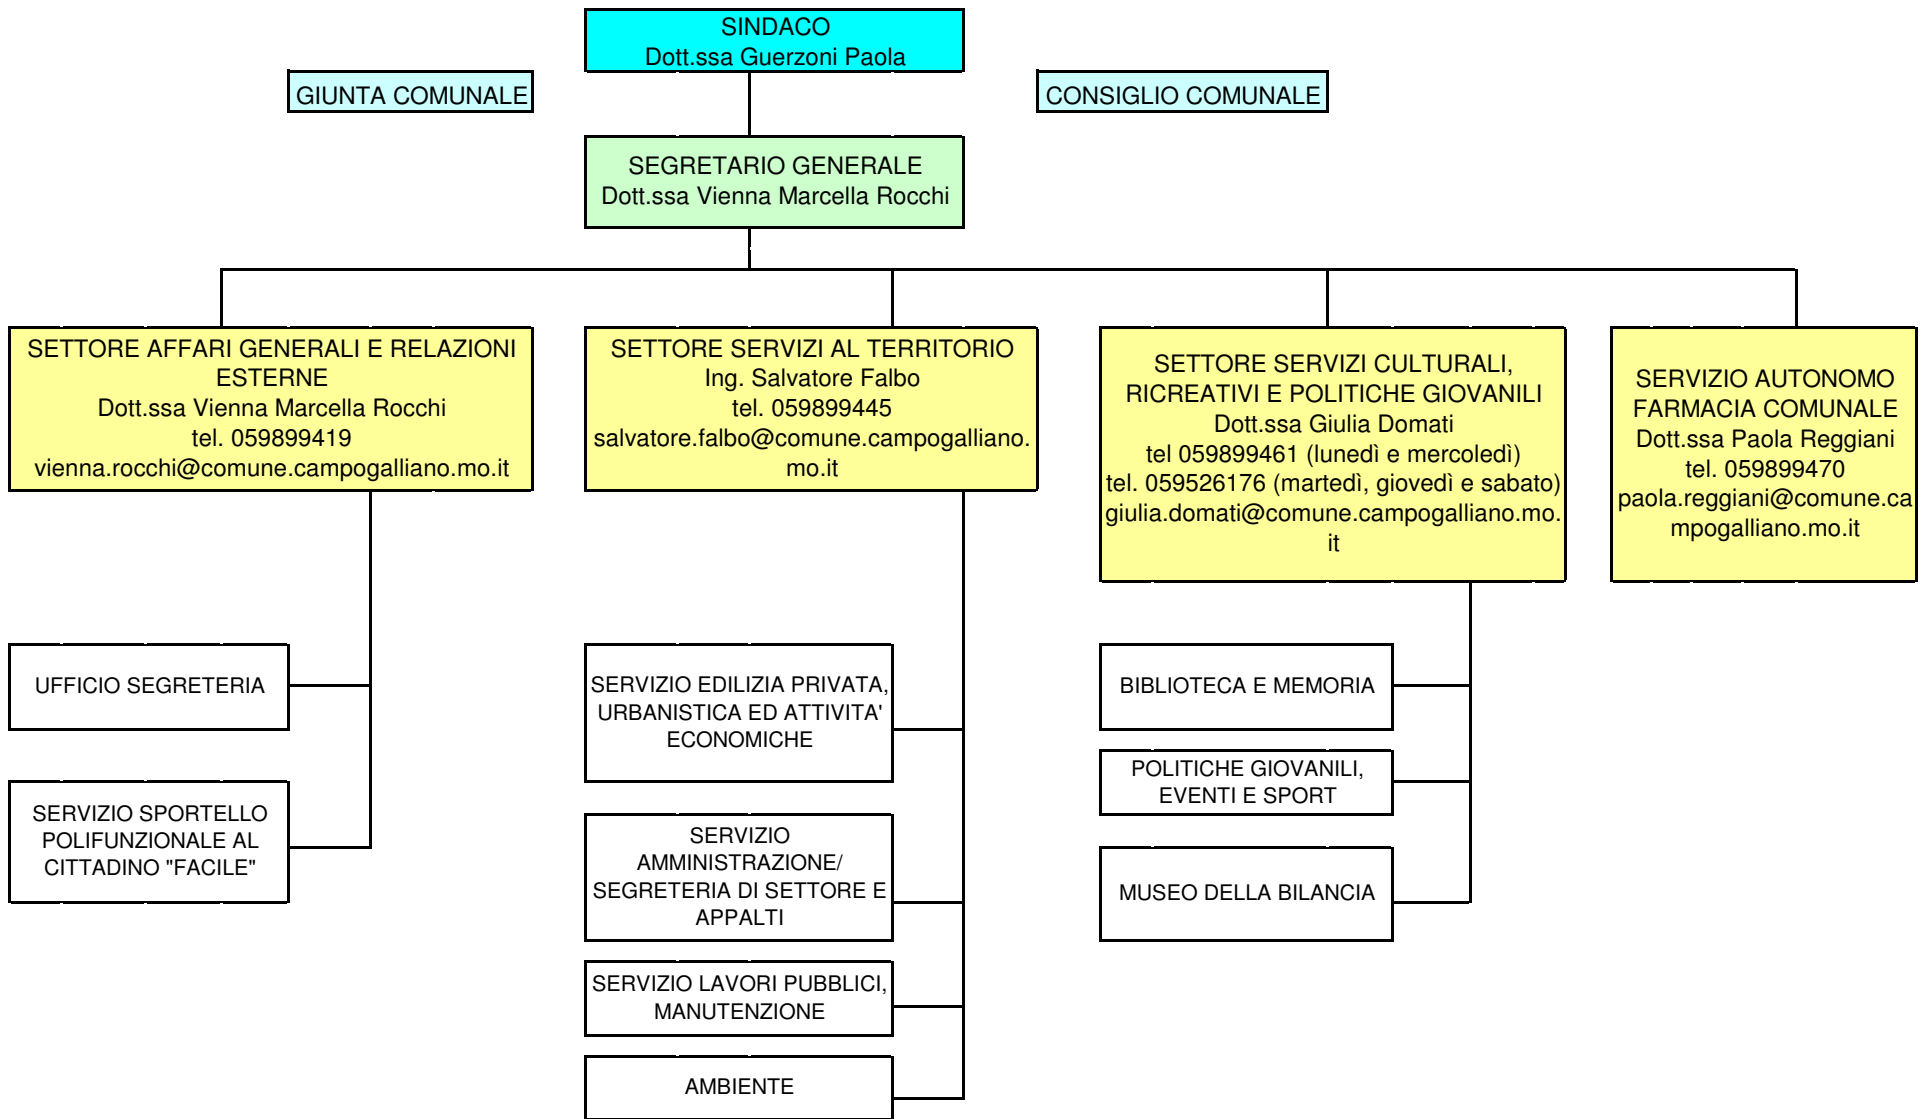 SINDACO
Dott.ssa Guerzoni Paola
GIUNTA COMUNALE
CONSIGLIO COMUNALE
SEGRETARIO GENERALE
Dott.ssa Vienna Marcella Rocchi
SETTORE AFFARI GENERALI E RELAZIONI
ESTERNE
Dott.ssa Vienna Marcella Rocchi
tel. 059899419
vienna.rocchi@comune.campogalliano.mo.it
SETTORE SERVIZI AL TERRITORIO
Ing. Salvatore Falbo
tel. 059899445
salvatore.falbo@comune.campogalliano.
mo.it
SETTORE SERVIZI CULTURALI,
RICREATIVI E POLITICHE GIOVANILI
Dott.ssa Giulia Domati
tel 059899461 (lunedì e mercoledì)
tel. 059526176 (martedì, giovedì e sabato)
giulia.domati@comune.campogalliano.mo.
it
SERVIZIO AUTONOMO
FARMACIA COMUNALE
Dott.ssa Paola Reggiani
tel. 059899470
paola.reggiani@comune.ca
mpogalliano.mo.it
UFFICIO SEGRETERIA
SERVIZIO SPORTELLO
POLIFUNZIONALE AL
CITTADINO "FACILE"
SERVIZIO EDILIZIA PRIVATA,
URBANISTICA ED ATTIVITA'
ECONOMICHE
SERVIZIO
AMMINISTRAZIONE/
SEGRETERIA DI SETTORE E
APPALTI
SERVIZIO LAVORI PUBBLICI,
MANUTENZIONE
AMBIENTE
BIBLIOTECA E MEMORIA
POLITICHE GIOVANILI,
EVENTI E SPORT
MUSEO DELLA BILANCIA